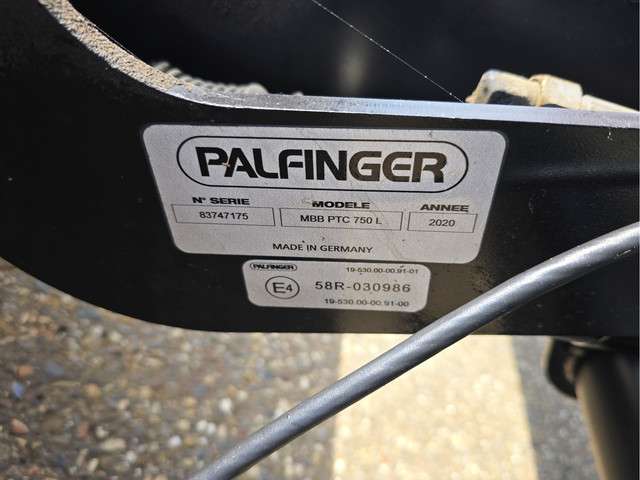 PALFINGER
N° SERIE MODELE ANNEE
83747175 MBB PTC 750 L 2020
MADE IN GERMANY
PALFINGER 19-530.00-00.91-01
E4 58R-030986
19-530.00-00.91-00